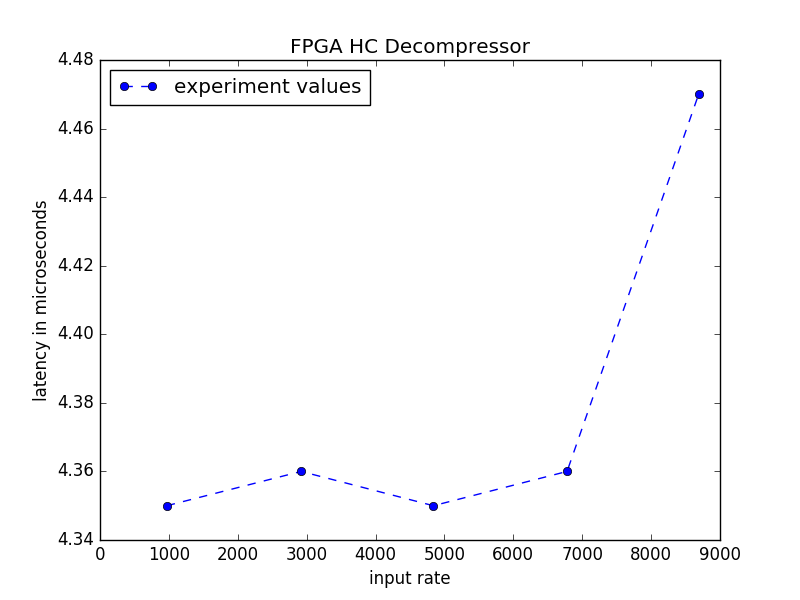 FPGA HC Decompressor
experiment values
4.48
4.46
4.44
4.42
4.40
4.38
4.36
4.34
latency in microseconds
0 1000 2000 3000 4000 5000 6000 7000 8000 9000
input rate